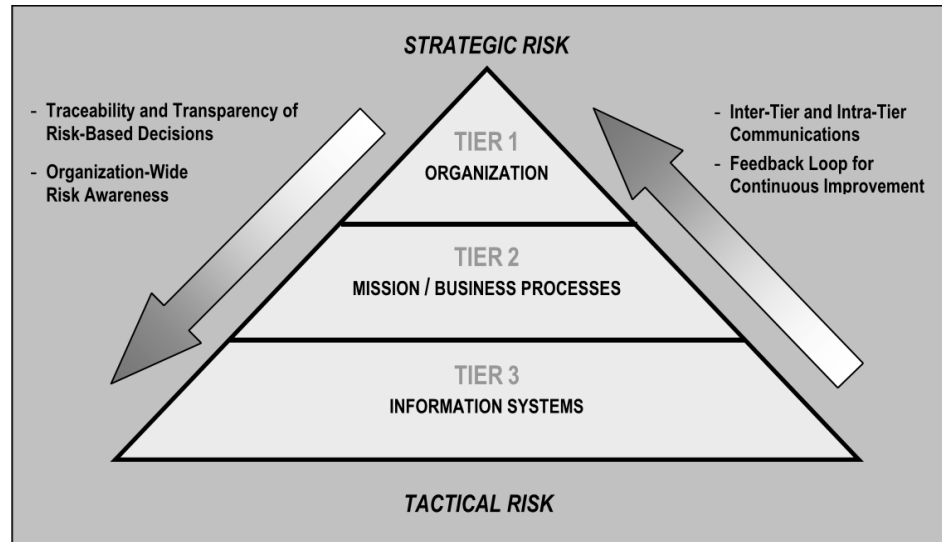 STRATEGIC RISK
- Traceability and Transparency of
Risk-Based Decisions
- Organization-Wide
Risk Awareness
- Inter-Tier and Intra-Tier
Communications
- Feedback Loop for
Continuous Improvement
TIER 1
ORGANIZATION
TIER 2
MISSION / BUSINESS PROCESSES
TIER 3
INFORMATION SYSTEMS
TACTICAL RISK